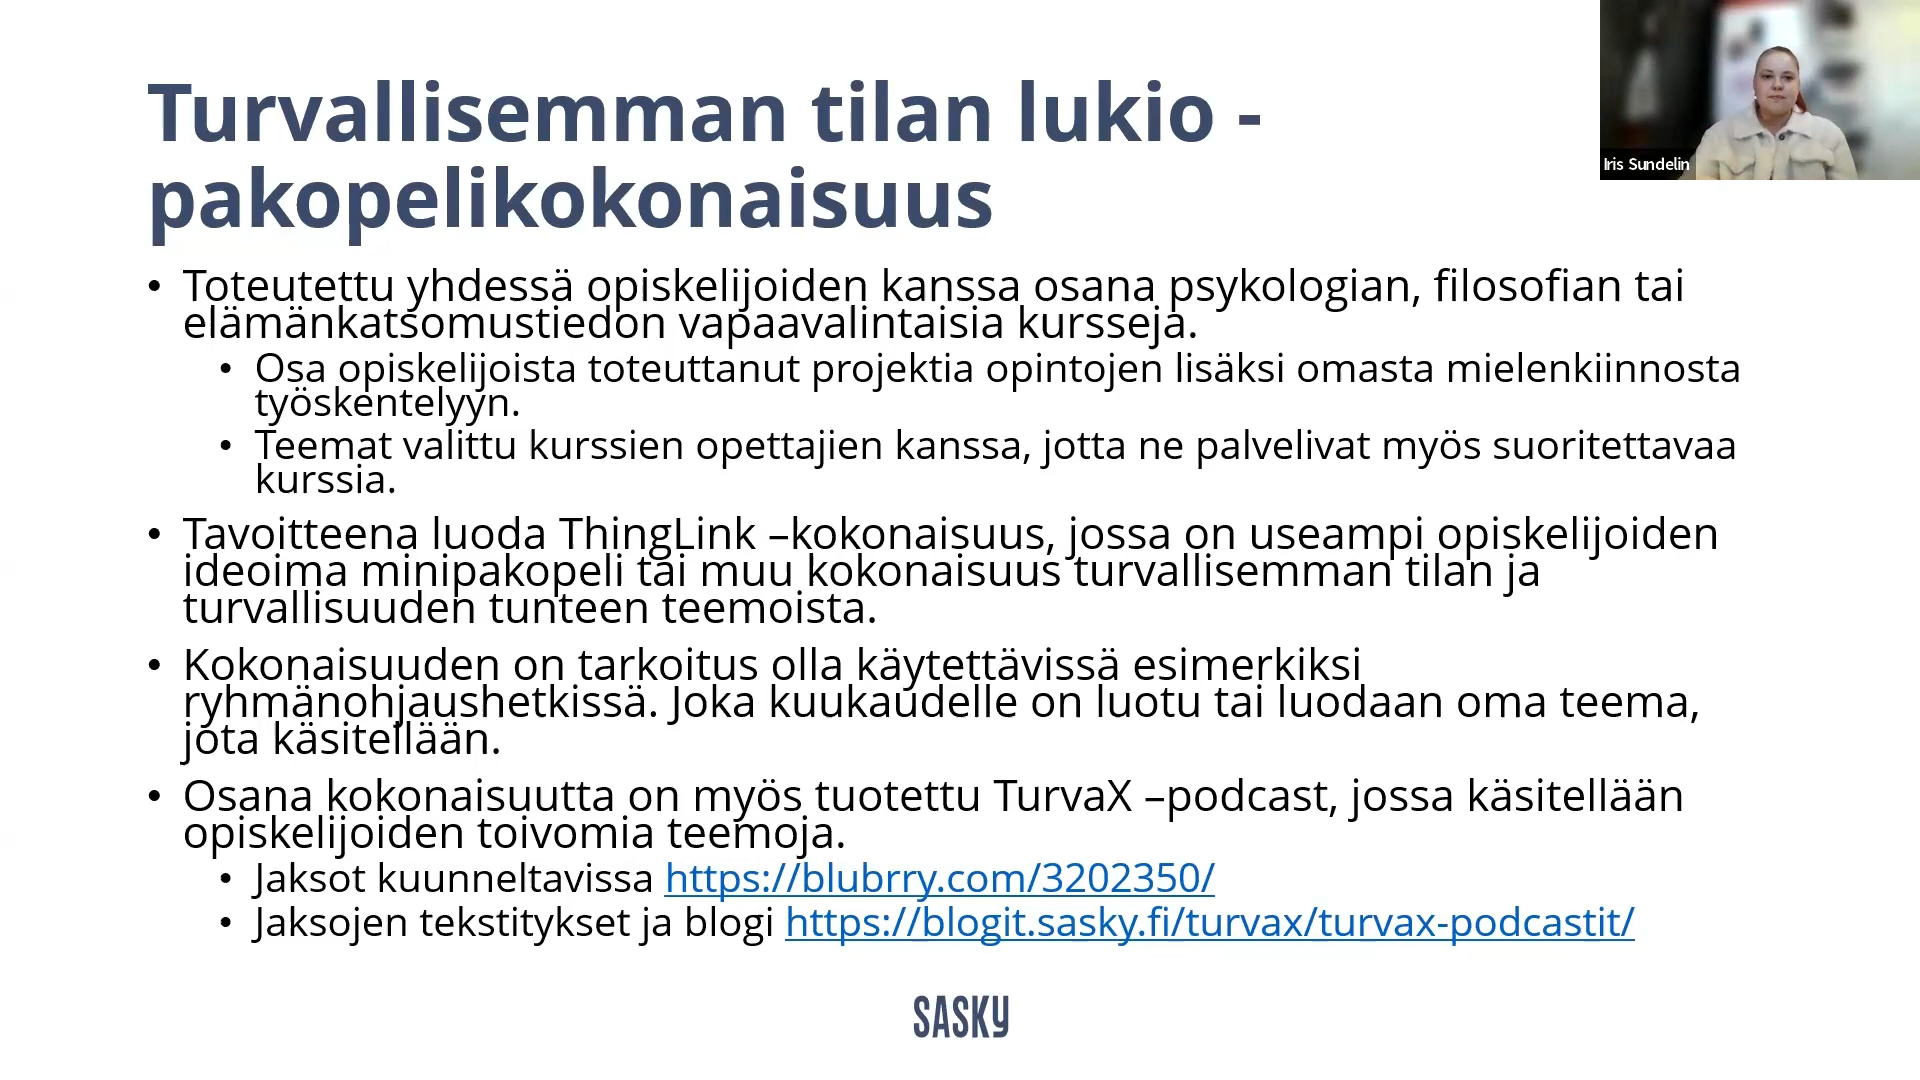 Turvallisemman tilan lukio -
pakopelikokonaisuus
Iris Sundelin
• Toteutettu yhdessä opiskelijoiden kanssa osana psykologian, filosofian tai
elämänkatsomustiedon vapaavalintaisia kursseja.
• Osa opiskelijoista toteuttanut projektia opintojen lisäksi omasta mielenkiinnosta
työskentelyyn.
• Teemat valittu kurssien opettajien kanssa, jotta ne palvelivat myös suoritettavaa
kurssia.
• Tavoitteena luoda ThingLink –kokonaisuus, jossa on useampi opiskelijoiden
ideoima minipakopeli tai muu kokonaisuus turvallisemman tilan ja
turvallisuuden tunteen teemoista.
• Kokonaisuuden on tarkoitus olla käytettävissä esimerkiksi
ryhmänohjaushetkissä. Joka kuukaudelle on luotu tai luodaan oma teema,
jota käsitellään.
• Osana kokonaisuutta on myös tuotettu TurvaX –podcast, jossa käsitellään
opiskelijoiden toivomia teemoja.
• Jaksot kuunneltavissa https://blubrry.com/3202350/
• Jaksojen tekstitykset ja blogi https://blogit.sasky.fi/turvax/turvax-podcastit/
SASKY